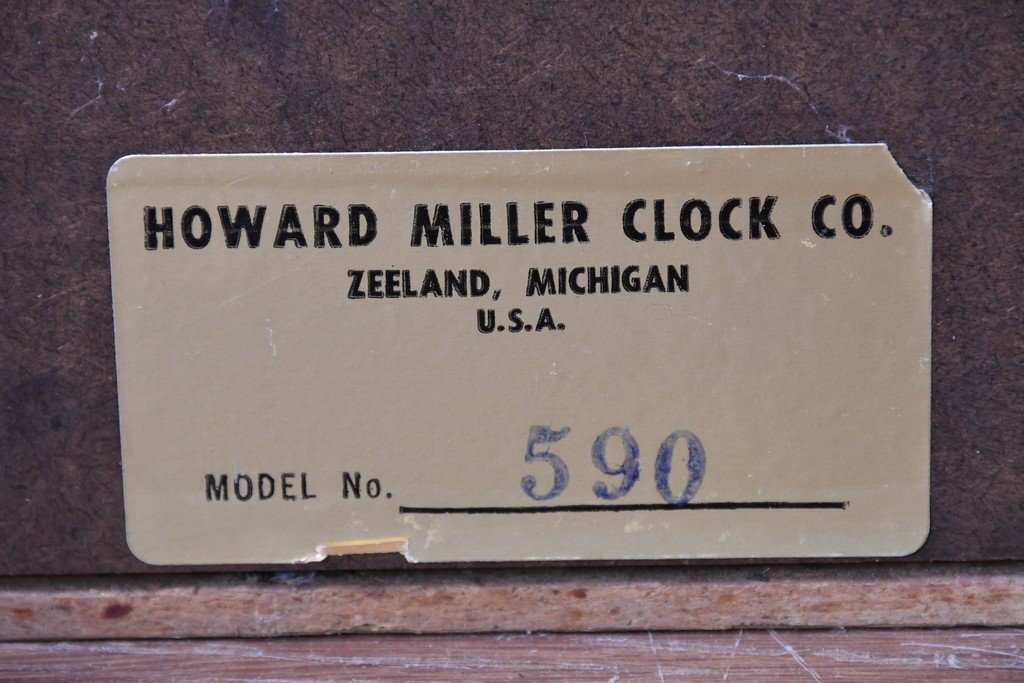 HOWARD MILLER CLOCK CO.
ZEELAND, MICHIGAN
U.S.A.
MODEL No. 590